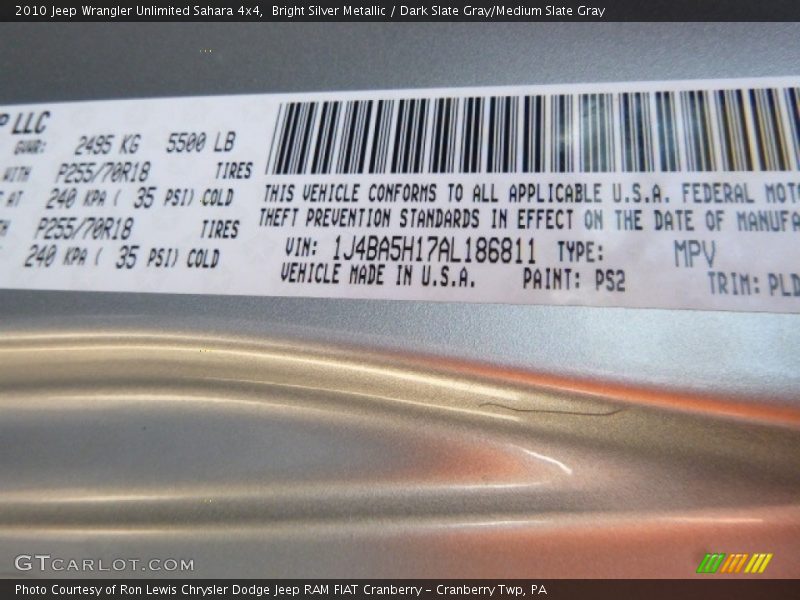 2010 Jeep Wrangler Unlimited Sahara 4x4, Bright Silver Metallic / Dark Slate Gray/Medium Slate Gray
LLC
GWR: 2495 KG 5500 LB
WITH P255/70R18 TIRES
AT 240 KPA ( 35 PSI) COLD
P255/70R18 TIRES
240 KPA ( 35 PSI) COLD
THIS VEHICLE CONFORMS TO ALL APPLICABLE U.S.A. FEDERAL
THEFT PREVENTION STANDARDS IN EFFECT ON THE DATE OF
VIN: 1J4BA5H17AL186811 TYPE: MPV
VEHICLE MADE IN U.S.A. PAINT: PS2 TRIM: PLD
GTCARLOT.COM
Photo Courtesy of Ron Lewis Chrysler Dodge Jeep RAM FIAT Cranberry – Cranberry Twp, PA